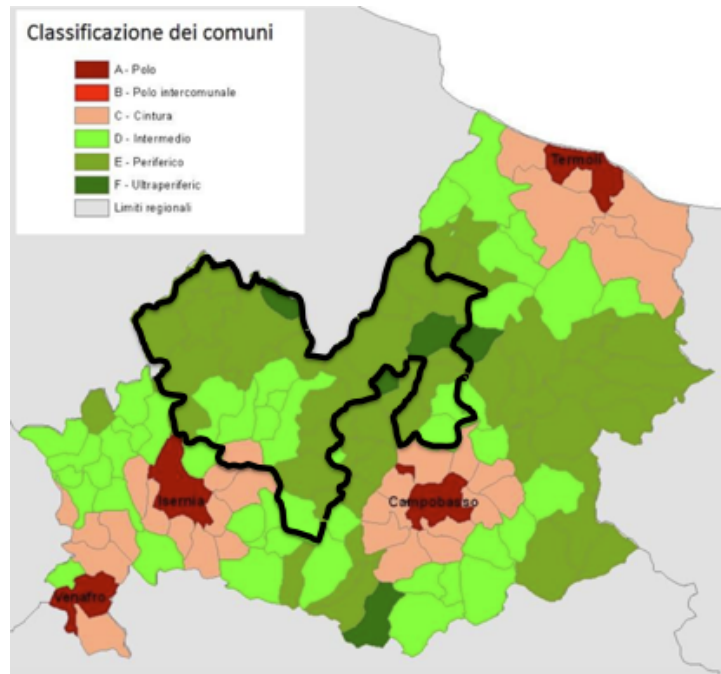 Classificazione dei comuni
A - Polo
B - Polo intercomunale
C - Cintura
D - Intermedio
E - Periferico
F - Ultraperiferic
Limiti regionali
Termoli
Isernia
Campobasso
Venafro